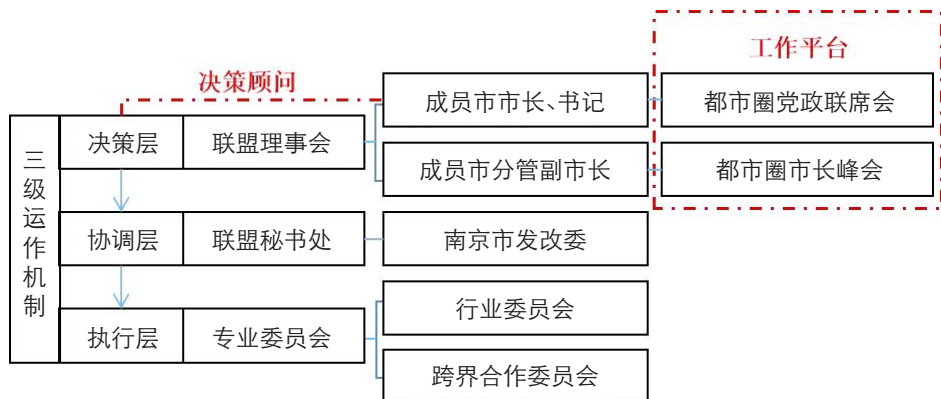 工作平台
决策顾问
成员市市长、书记
都市圈党政联席会
三级运作机制
决策层
联盟理事会
成员市分管副市长
都市圈市长峰会
协调层
联盟秘书处
南京市发改委
行业委员会
执行层
专业委员会
跨界合作委员会